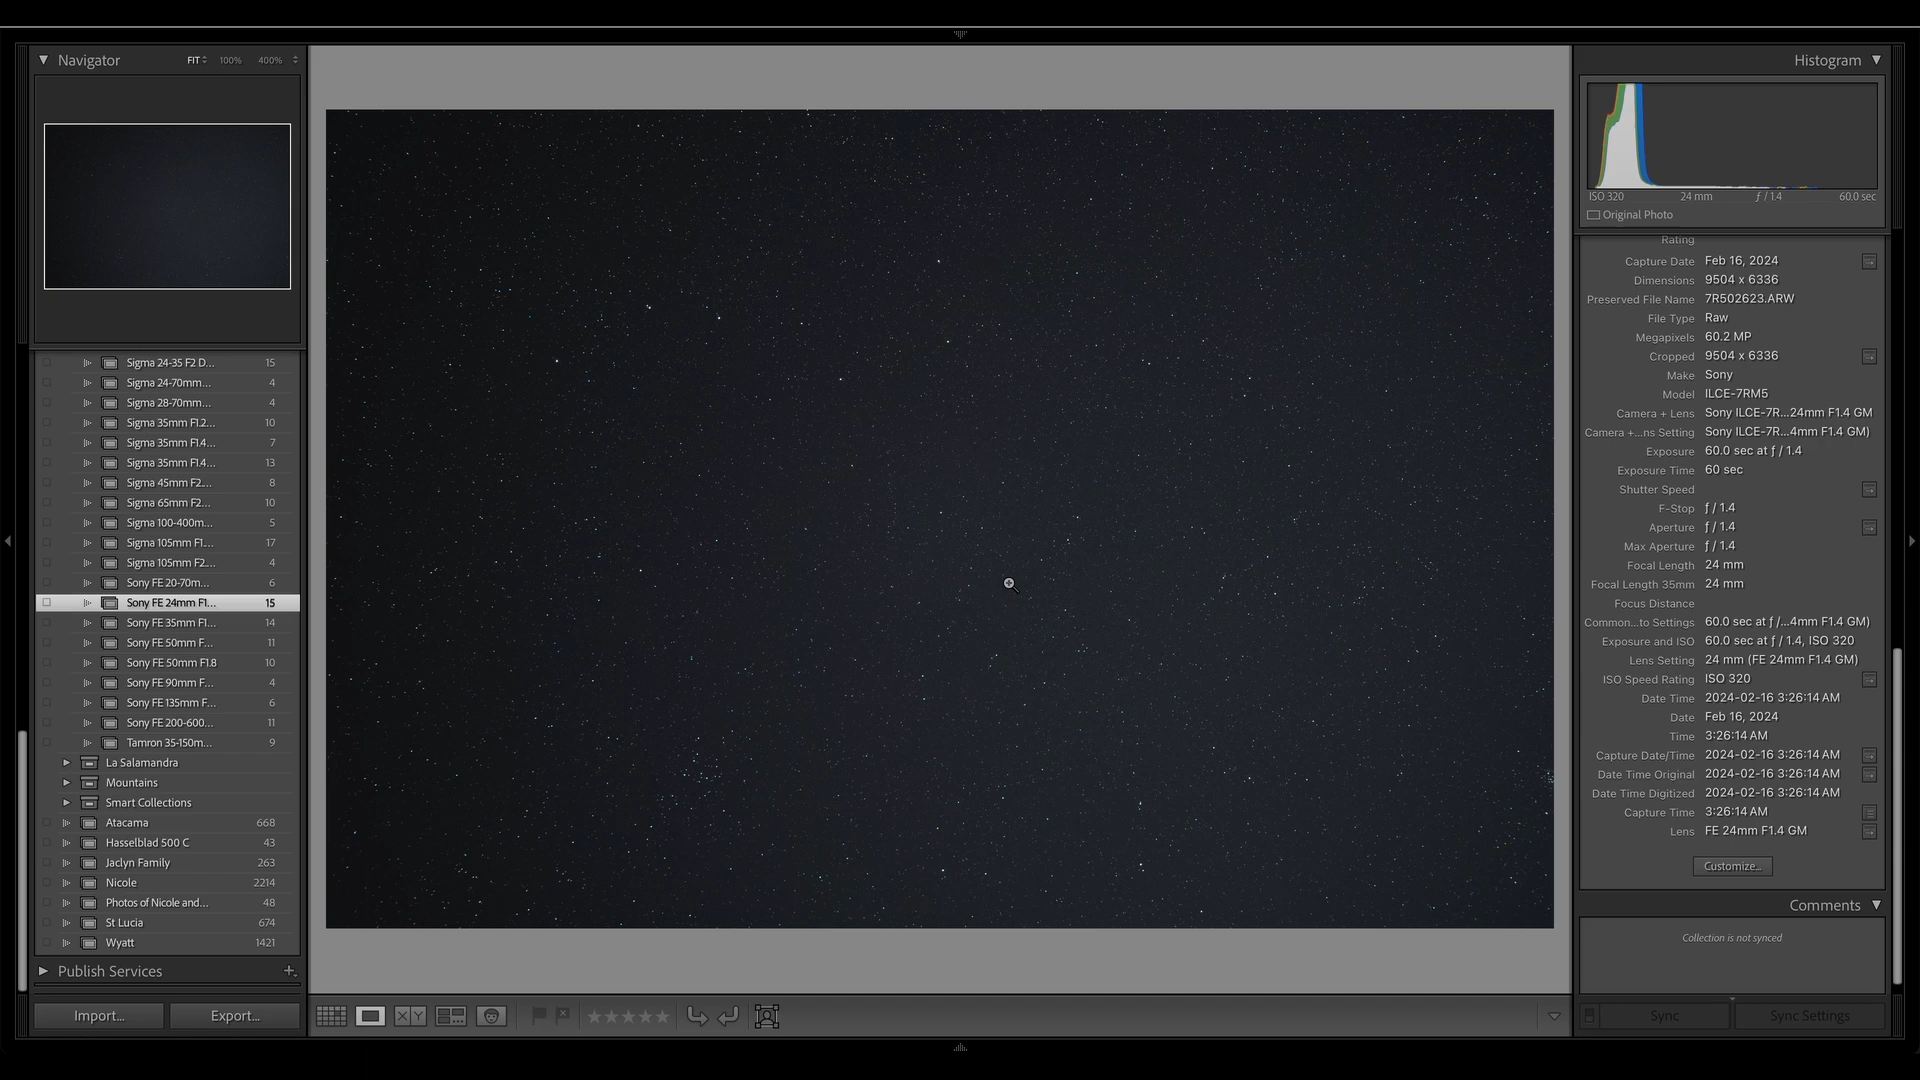 Navigator FIT 100% 400%
Sigma 24-35 F2 D... 15
Sigma 24-70mm... 4
Sigma 28-70mm... 4
Sigma 35mm F1.2... 10
Sigma 35mm F1.4... 7
Sigma 35mm F1.4... 13
Sigma 45mm F2.... 8
Sigma 65mm F2... 10
Sigma 100-400m... 5
Sigma 105mm F1.... 17
Sigma 105mm F2.... 4
Sony FE 20-70m... 6
Sony FE 24mm F1... 15
Sony FE 35mm F1... 14
Sony FE 50mm F... 11
Sony FE 50mm F1.8 10
Sony FE 90mm F... 4
Sony FE 135mm F... 6
Sony FE 200-600... 11
Tamron 35-150m... 9
La Salamandra
Mountains
Smart Collections
Atacama 668
Hasselblad 500 C 43
Jaclyn Family 263
Nicole 2214
Photos of Nicole and... 48
St Lucia 674
Wyatt 1421
Publish Services
Import... Export...
XY
Histogram
ISO 320 24 mm ƒ / 1.4 60.0 sec
Original Photo
Rating
Capture Date Feb 16, 2024
Dimensions 9504 x 6336
Preserved File Name 7R502623.ARW
File Type Raw
Megapixels 60.2 MP
Cropped 9504 x 6336
Make Sony
Model ILCE-7RM5
Camera + Lens Sony ILCE-7R...24mm F1.4 GM
Camera +...ns Setting Sony ILCE-7R...4mm F1.4 GM)
Exposure 60.0 sec at ƒ / 1.4
Exposure Time 60 sec
Shutter Speed
F-Stop ƒ / 1.4
Aperture ƒ / 1.4
Max Aperture ƒ / 1.4
Focal Length 24 mm
Focal Length 35mm 24 mm
Focus Distance
Common...to Settings 60.0 sec at ƒ /...4mm F1.4 GM)
Exposure and ISO 60.0 sec at ƒ / 1.4, ISO 320
Lens Setting 24 mm (FE 24mm F1.4 GM)
ISO Speed Rating ISO 320
Date Time 2024-02-16 3:26:14 AM
Date Feb 16, 2024
Time 3:26:14 AM
Capture Date/Time 2024-02-16 3:26:14 AM
Date Time Original 2024-02-16 3:26:14 AM
Date Time Digitized 2024-02-16 3:26:14 AM
Capture Time 3:26:14 AM
Lens FE 24mm F1.4 GM
Customize...
Comments
Collection is not synced
Sync Sync Settings